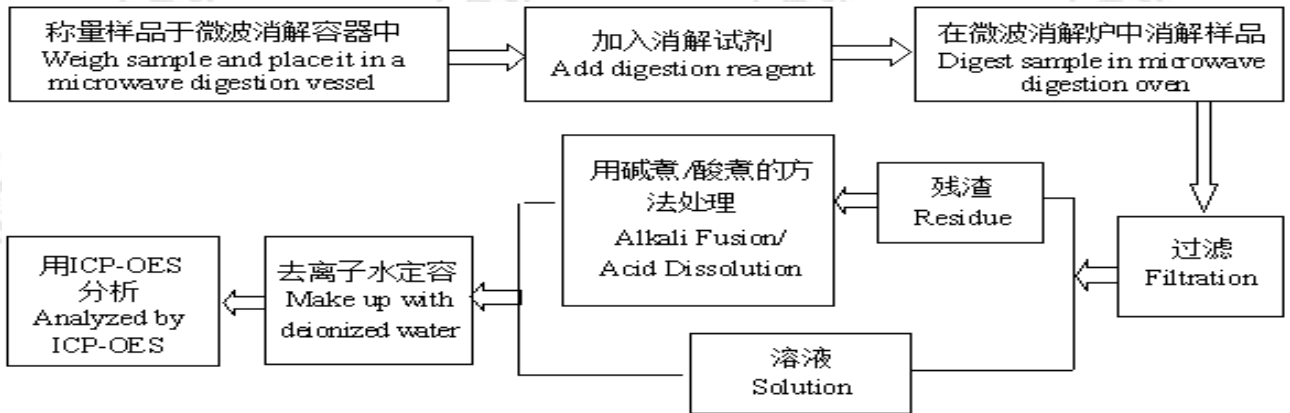 称量样品于微波消解容器中
Weigh sample and place it in a
microwave digestion vessel
加入消解试剂
Add digestion reagent
在微波消解炉中消解样品
Digest sample in microwave
digestion oven
过滤
Filtration
残渣
Residue
用碱煮/酸煮的方
法处理
Alkali Fusion/
Acid Dissolution
溶液
Solution
去离子水定容
Make up with
deionized water
用ICP-OES
分析
Analyzed by
ICP-OES